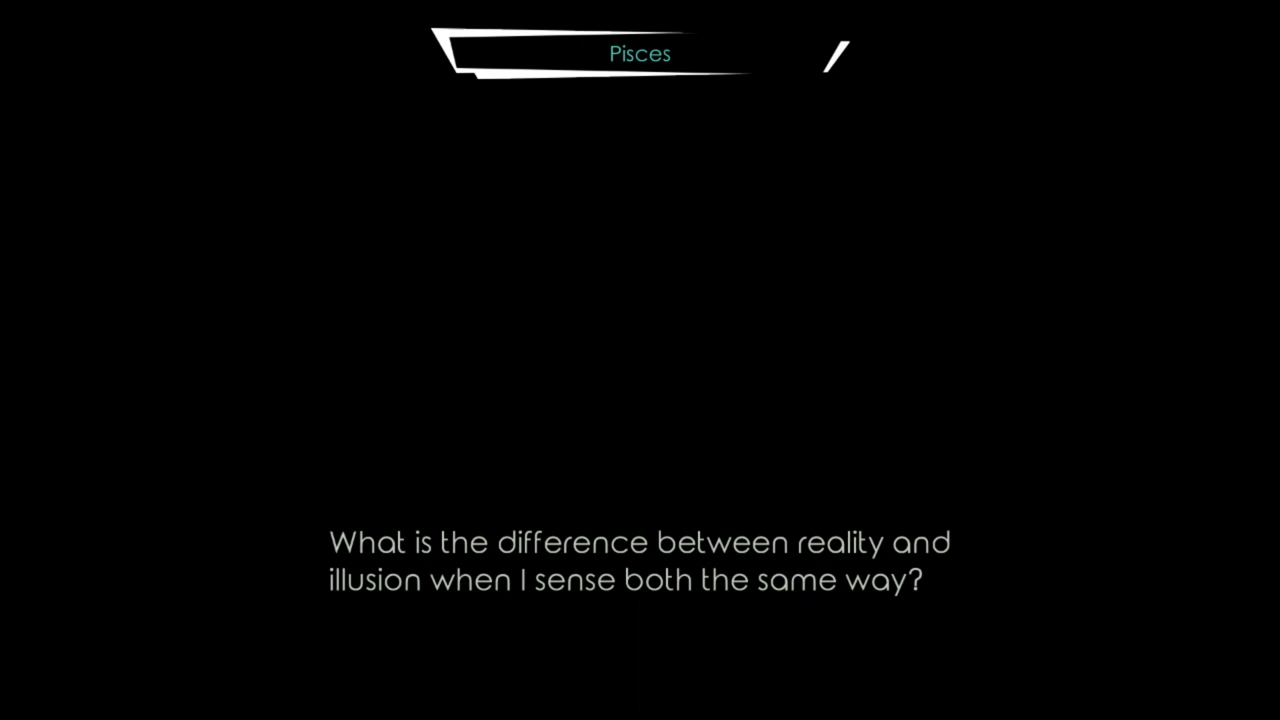 Pisces
What is the difference between reality and
illusion when I sense both the same way?